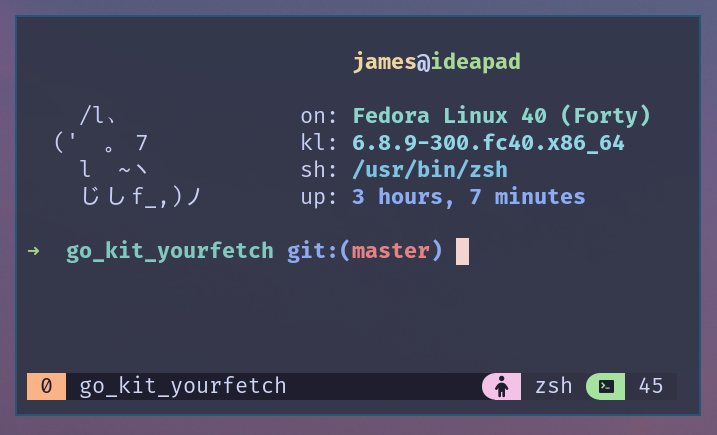 james@ideapad
/l、 on: Fedora Linux 40 (Forty)
(' 。 7 kl: 6.8.9-300.fc40.x86_64
l ~ヽ sh: /usr/bin/zsh
じしf_,)ノ up: 3 hours, 7 minutes
→ go_kit_yourfetch git:(master)
0 go_kit_yourfetch zsh 45